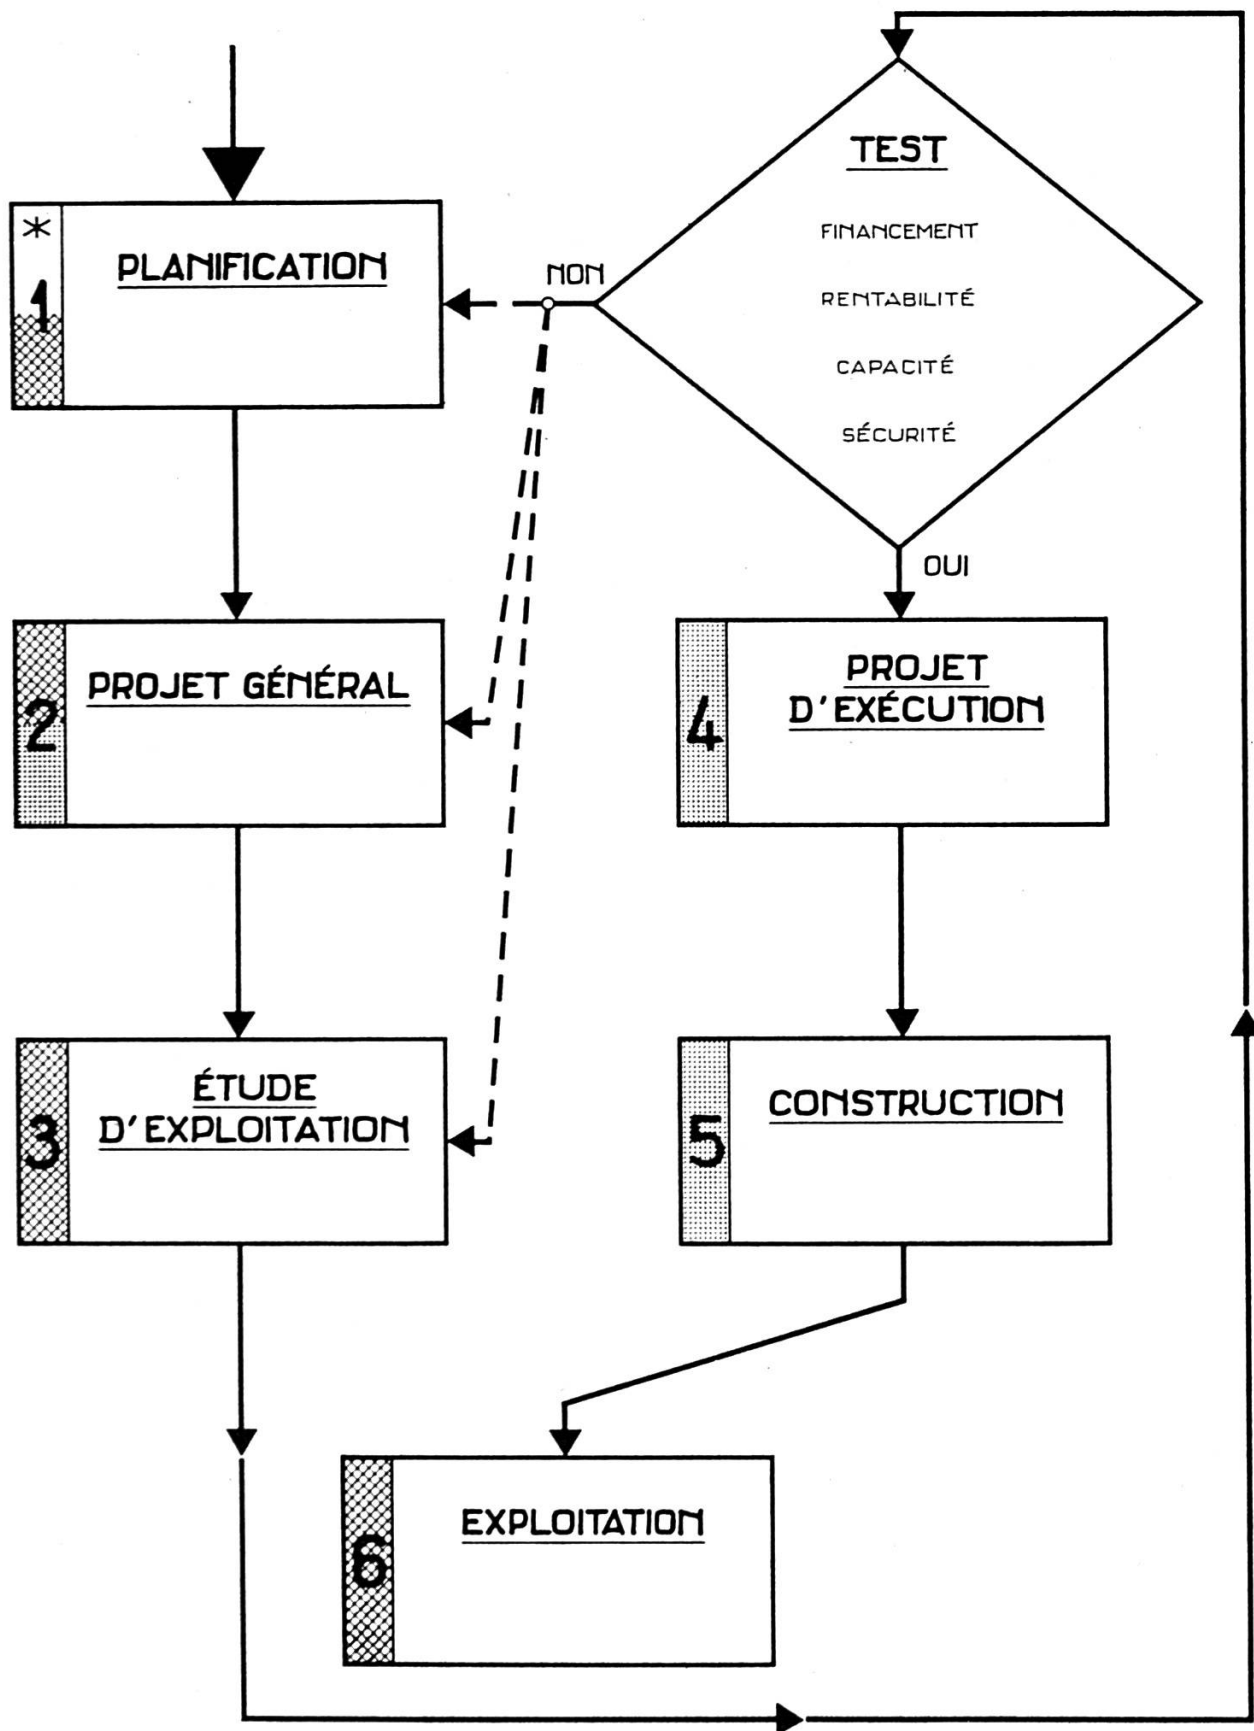 *
1
PLANIFICATION
2
PROJET GÉNÉRAL
3
ÉTUDE
D'EXPLOITATION
NON
TEST
FINANCEMENT
RENTABILITÉ
CAPACITÉ
SÉCURITÉ
OUI
4
PROJET
D'EXÉCUTION
5
CONSTRUCTION
6
EXPLOITATION